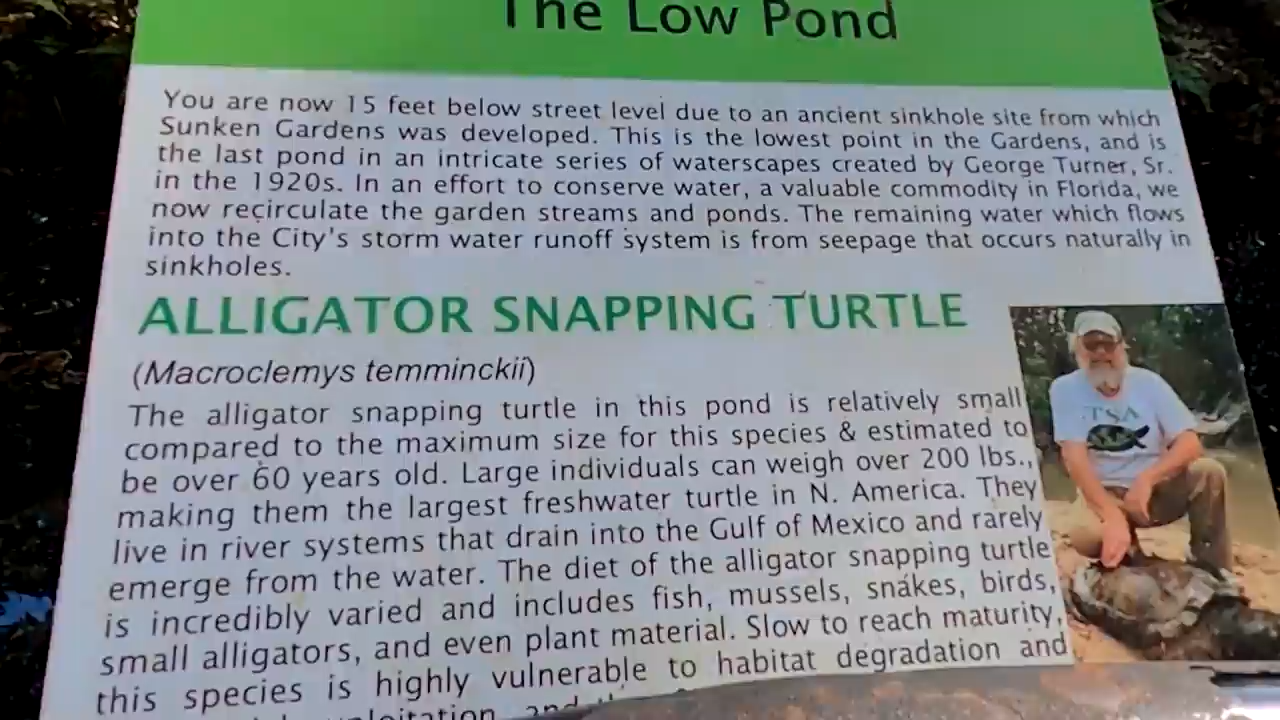 The Low Pond
You are now 15 feet below street level due to an ancient sinkhole site from which
Sunken Gardens was developed. This is the lowest point in the Gardens, and is
the last pond in an intricate series of waterscapes created by George Turner, Sr.
in the 1920s. In an effort to conserve water, a valuable commodity in Florida, we
now recirculate the garden streams and ponds. The remaining water which flows
into the City's storm water runoff system is from seepage that occurs naturally in
sinkholes.
ALLIGATOR SNAPPING TURTLE
(Macroclemys temminckii)
The alligator snapping turtle in this pond is relatively small
compared to the maximum size for this species & estimated to
be over 60 years old. Large individuals can weigh over 200 lbs.,
making them the largest freshwater turtle in N. America. They
live in river systems that drain into the Gulf of Mexico and rarely
emerge from the water. The diet of the alligator snapping turtle
is incredibly varied and includes fish, mussels, snakes, birds,
small alligators, and even plant material. Slow to reach maturity,
this species is highly vulnerable to habitat degradation and
and
TSA